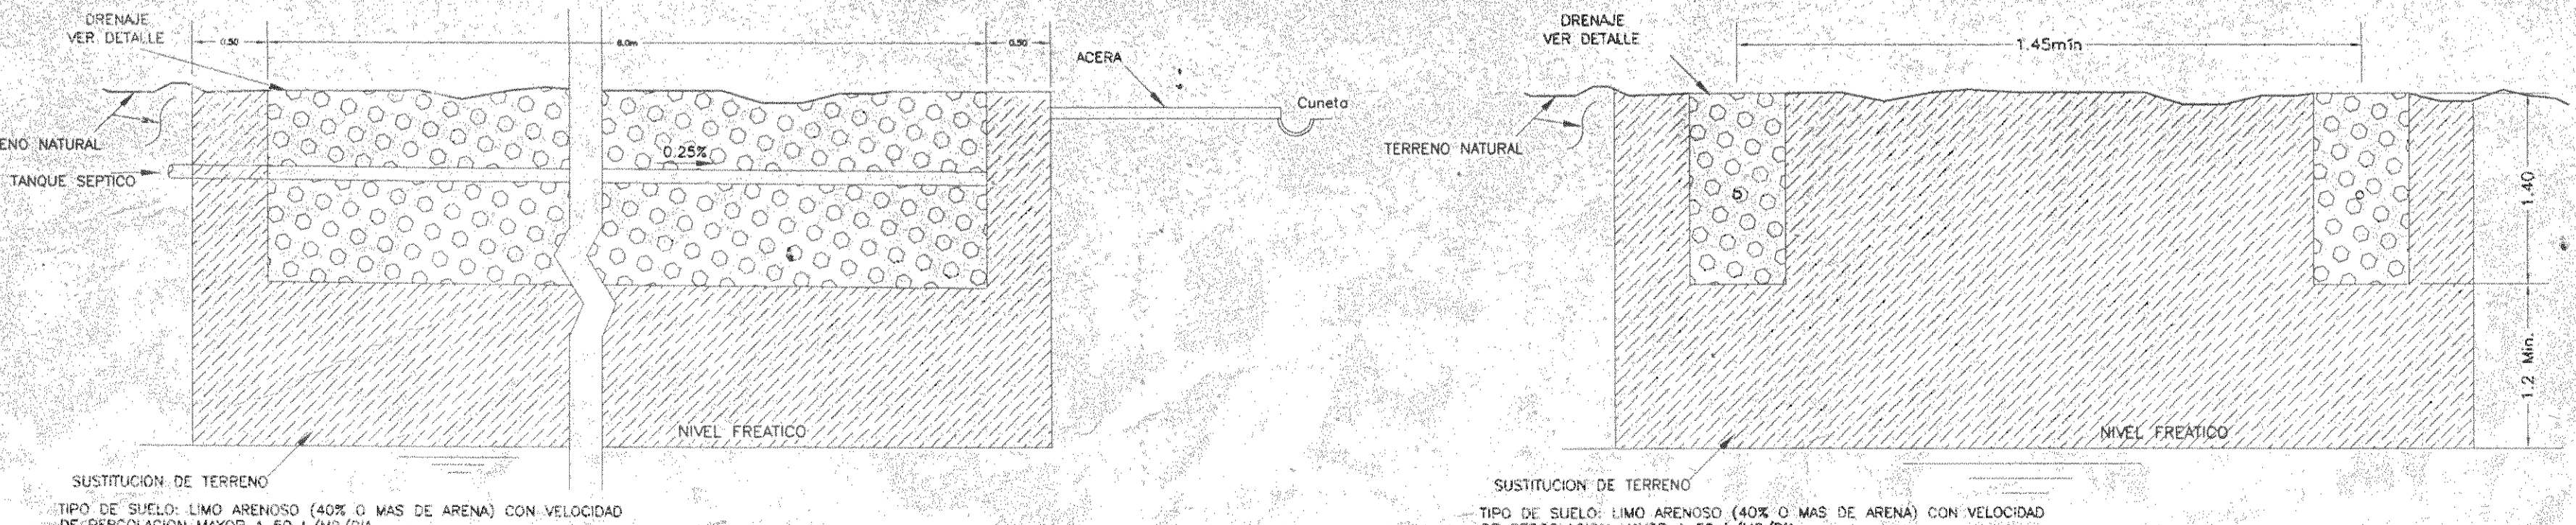 DRENAJE
VER DETALLE
0.50
6.0m
0.50
ACERA
Cuneta
ENO NATURAL
TANQUE SEPTICO
0.25%
NIVEL FREATICO
SUSTITUCION DE TERRENO
TIPO DE SUELO: LIMO ARENOSO (40% O MAS DE ARENA) CON VELOCIDAD
DRENAJE
VER DETALLE
1.45mín
TERRENO NATURAL
1.40
1.2 Min.
NIVEL FREATICO
SUSTITUCION DE TERRENO
TIPO DE SUELO: LIMO ARENOSO (40% O MAS DE ARENA) CON VELOCIDAD